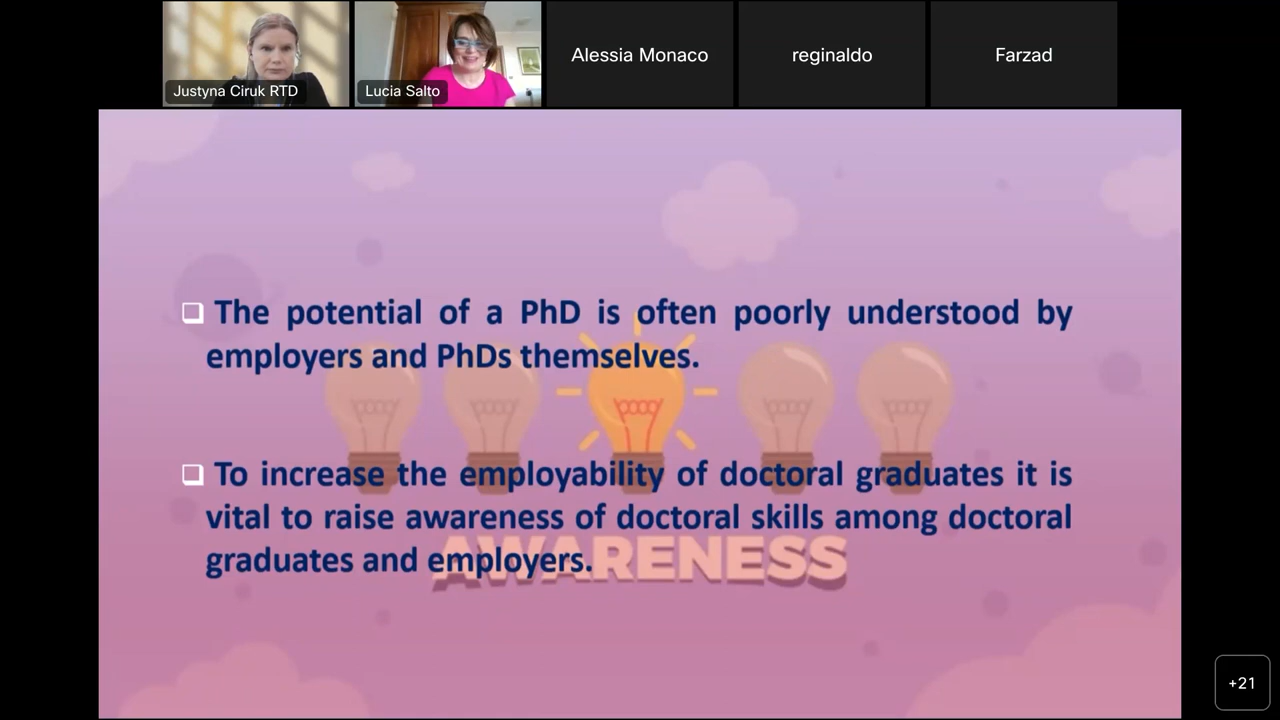 Justyna Ciruk RTD
Lucia Salto
Alessia Monaco
reginaldo
Farzad
The potential of a PhD is often poorly understood by
employers and PhDs themselves.
To increase the employability of doctoral graduates it is
vital to raise awareness of doctoral skills among doctoral
graduates and employers.
AWARENESS
+21